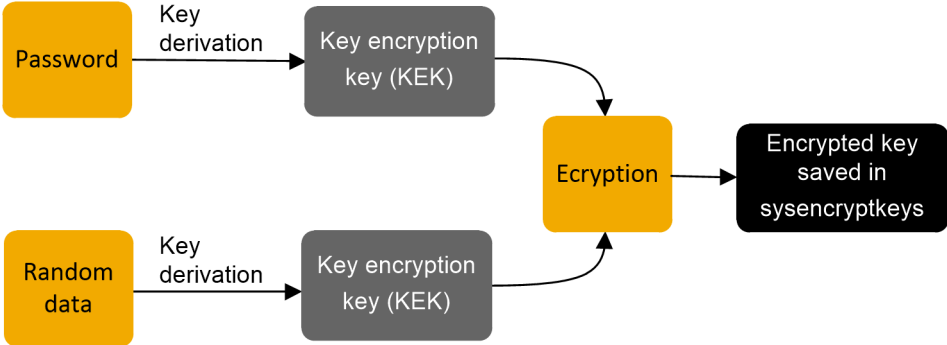 Password
Key
derivation
Key encryption
key (KEK)
Ecryption
Encrypted key
saved in
sysencryptkeys
Random
data
Key
derivation
Key encryption
key (KEK)